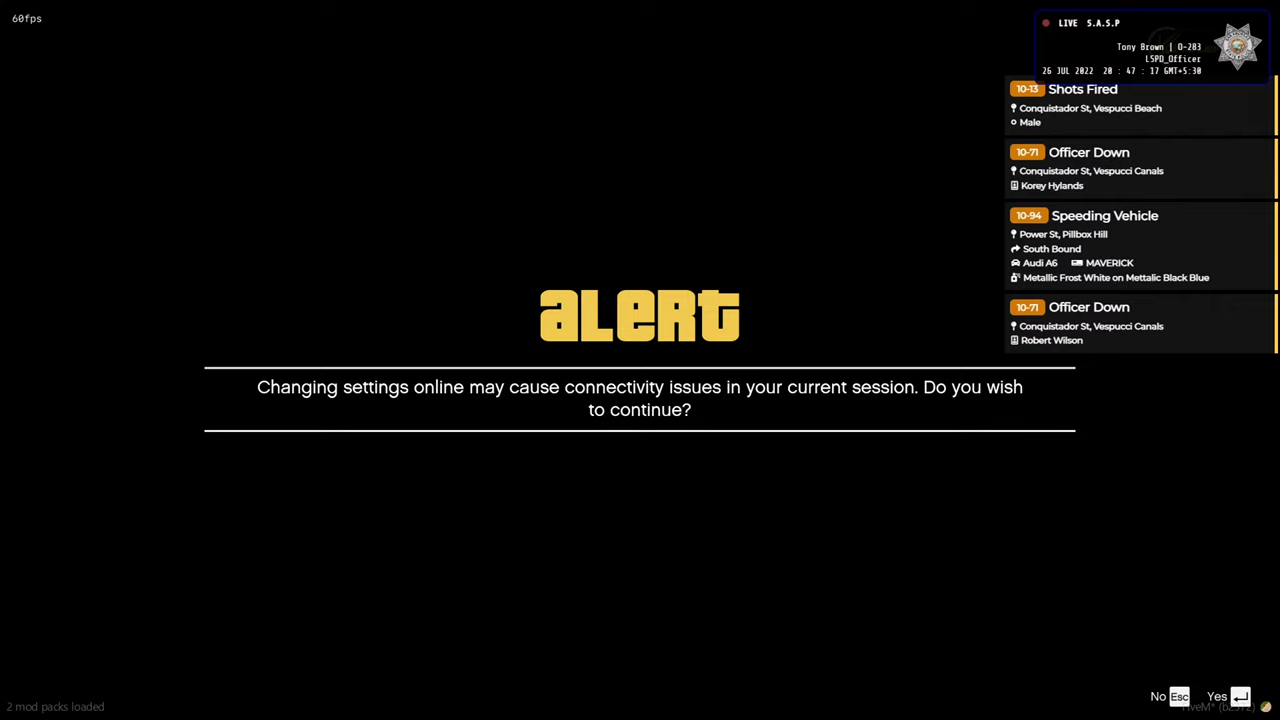 60fps
LIVE S.A.S.P
Tony Brown | O-283
LSPD_Officer
26 JUL 2022 20 : 47 : 17 GMT+5:30
10-13 Shots Fired
Conquistador St, Vespucci Beach
Male
10-71 Officer Down
Conquistador St, Vespucci Canals
Korey Hylands
10-94 Speeding Vehicle
Power St, Pillbox Hill
South Bound
Audi A6 MAVERICK
Metallic Frost White on Mettalic Black Blue
10-71 Officer Down
Conquistador St, Vespucci Canals
Robert Wilson
alert
Changing settings online may cause connectivity issues in your current session. Do you wish
to continue?
No Esc Yes
2 mod packs loaded